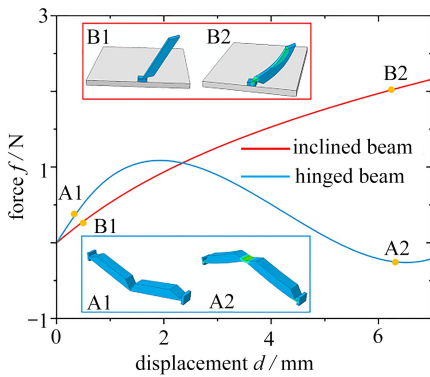 3
B1
B2
B2
inclined beam
hinged beam
force f / N
1
A1
B1
A1
A2
A2
−1
0
2
4
6
displacement d / mm